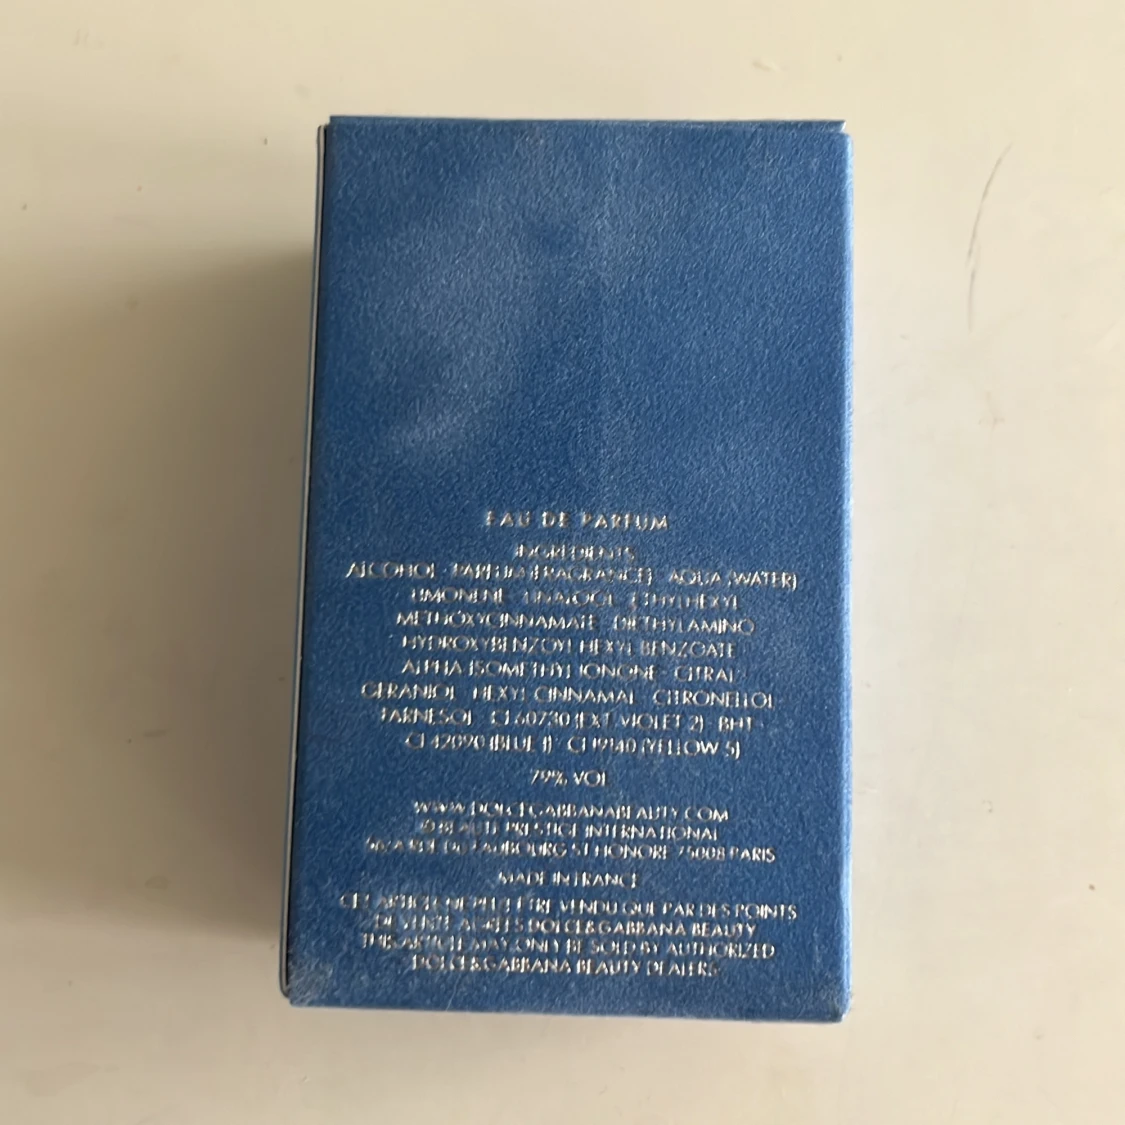 EAU DE PARFUM
INGREDIENTS
ALCOHOL · PARFUM (FRAGRANCE) · AQUA (WATER)
LIMONENE · LINALOOL · ETHYLHEXYL
METHOXYCINNAMATE · DIETHYLAMINO
HYDROXYBENZOYL HEXYL BENZOATE ·
ALPHA ISOMETHYL IONONE · CITRAL ·
GERANIOL · HEXYL CINNAMAL · CITRONELLOL
FARNESOL · CI 60730 (EXT. VIOLET 2) · BHT ·
CI 42090 (BLUE 1) · CI 19140 (YELLOW 5)
79% VOL
WWW.DOLCEGABBANABEAUTY.COM
© BEAUTE PRESTIGE INTERNATIONAL
RUE DU FAUBOURG ST HONORE 75008 PARIS
MADE IN FRANCE
CET ARTICLE NE PEUT ETRE VENDU QUE PAR DES POINTS
DE VENTE AGREES DOLCE&GABBANA BEAUTY
THIS ARTICLE MAY ONLY BE SOLD BY AUTHORIZED
DOLCE&GABBANA BEAUTY DEALERS